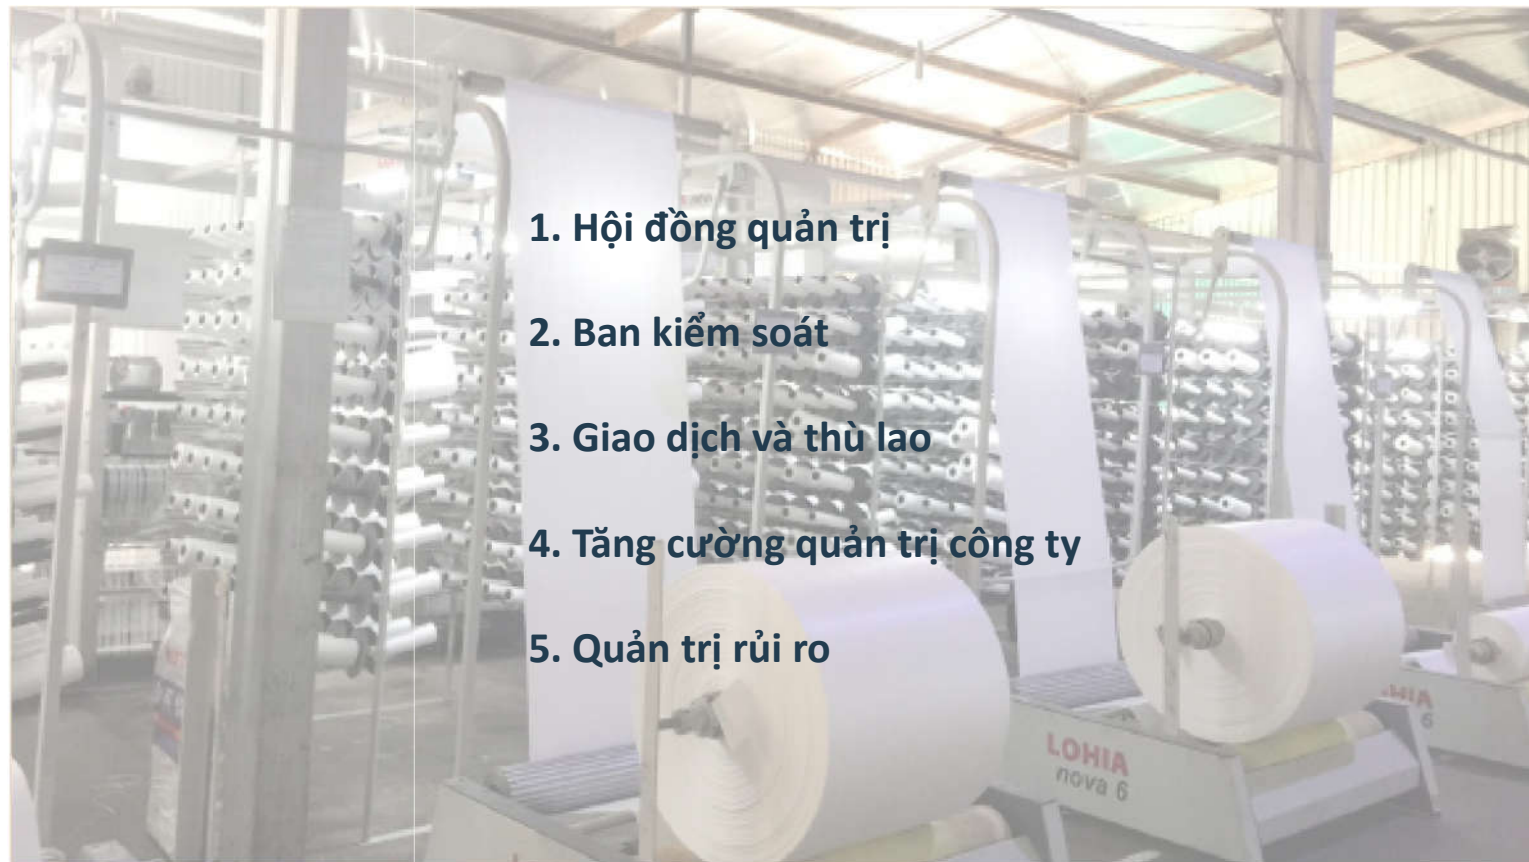 1. Hội đồng quản trị
2. Ban kiểm soát
3. Giao dịch và thù lao
4. Tăng cường quản trị công ty
5. Quản trị rủi ro
LOHIA
nova 6
6